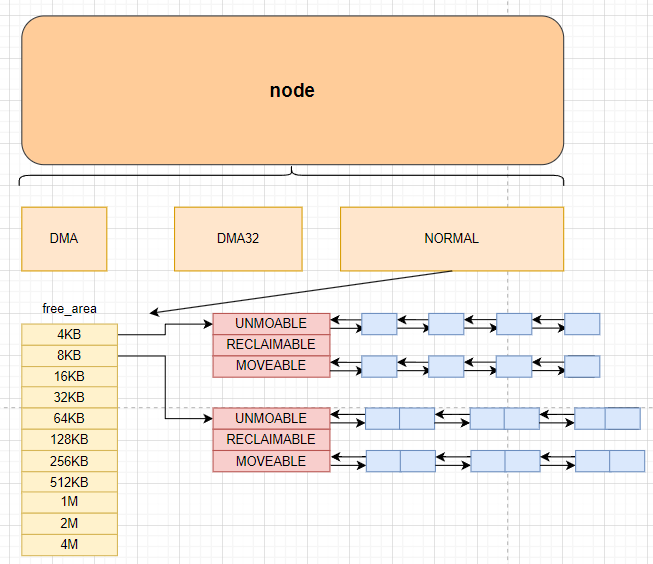 node
DMA
DMA32
NORMAL
free_area
4KB
8KB
16KB
32KB
64KB
128KB
256KB
512KB
1M
2M
4M
UNMOABLE
RECLAIMABLE
MOVEABLE
UNMOABLE
RECLAIMABLE
MOVEABLE